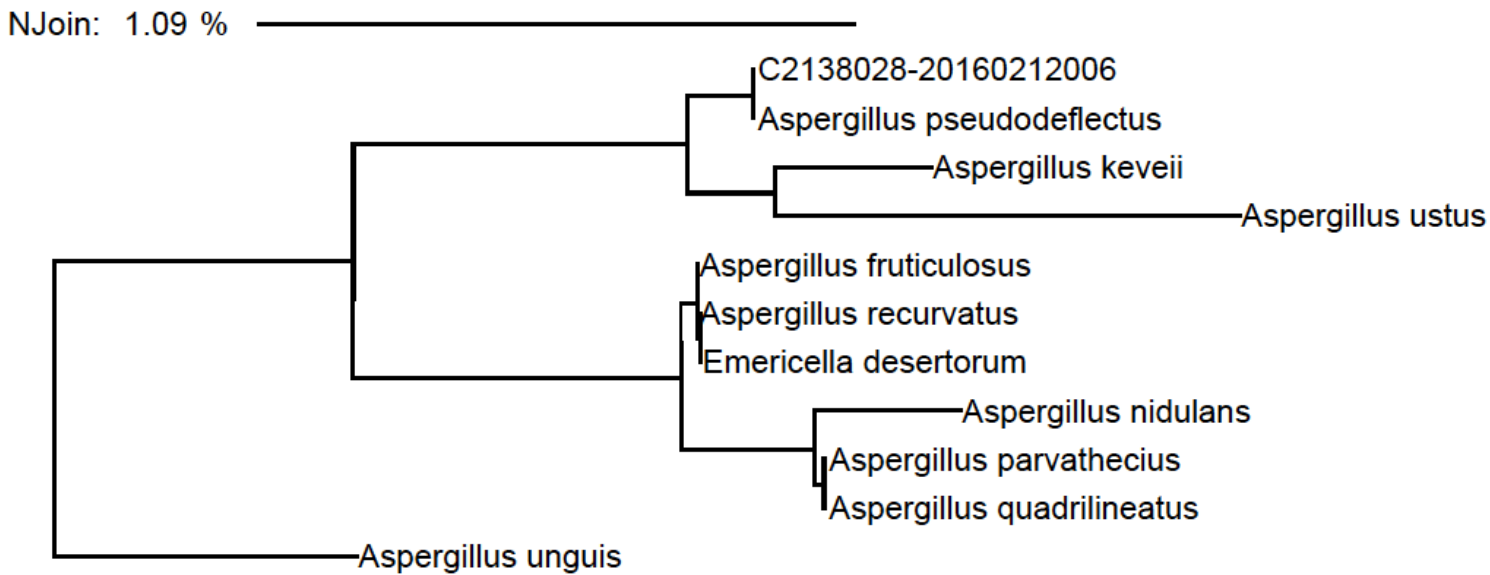 NJoin: 1.09 %
C2138028-20160212006
Aspergillus pseudodeflectus
Aspergillus keveii
Aspergillus ustus
Aspergillus fruticulosus
Aspergillus recurvatus
Emericella desertorum
Aspergillus nidulans
Aspergillus parvathecius
Aspergillus quadrilineatus
Aspergillus unguis